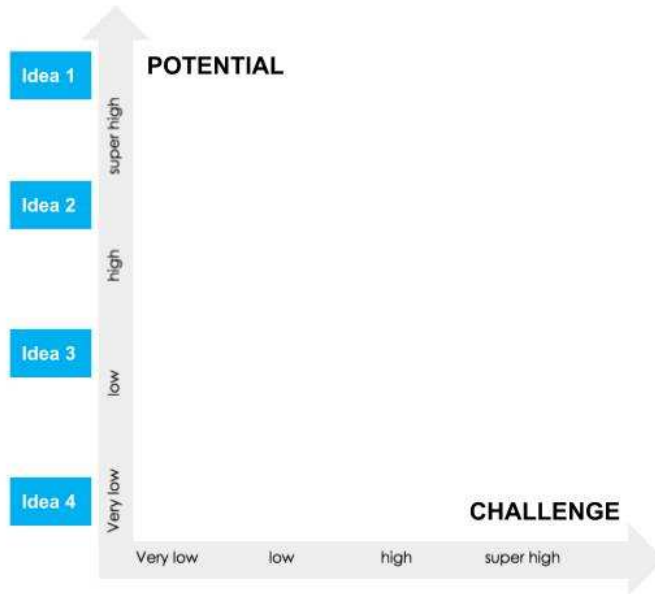 Idea 1
POTENTIAL
super high
Idea 2
high
Idea 3
low
Idea 4
Very low
CHALLENGE
Very low low high super high